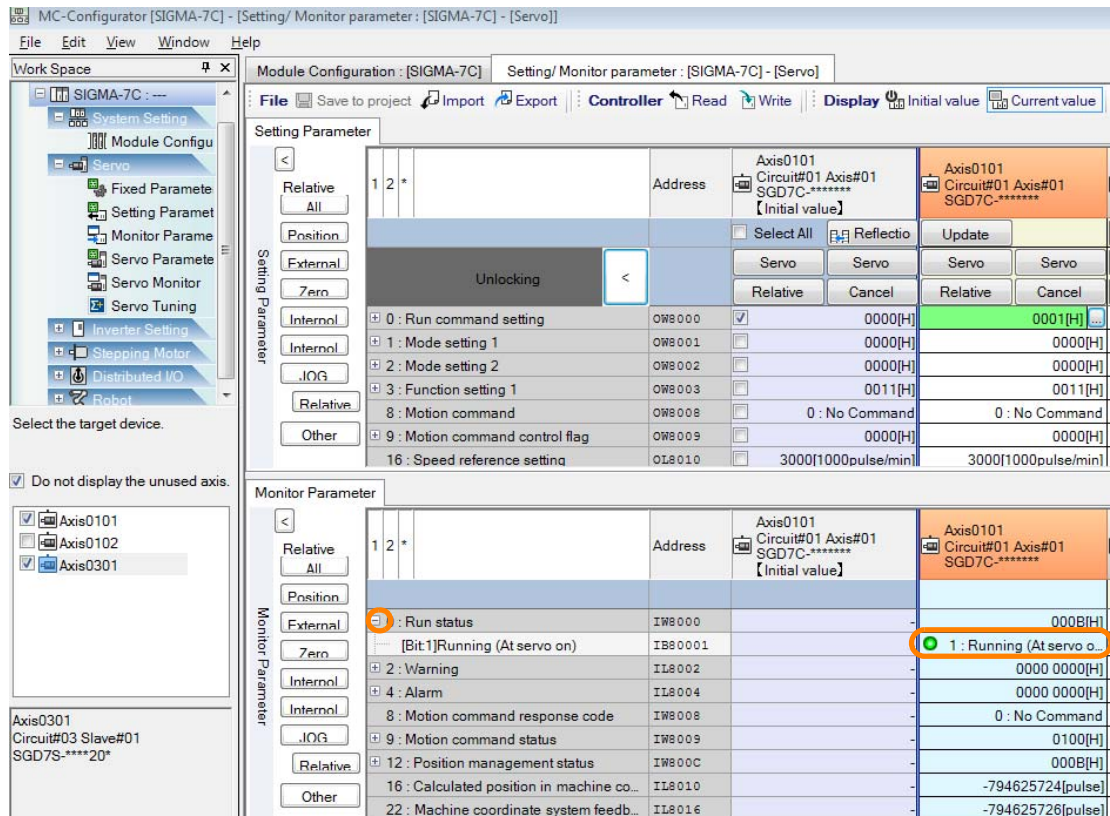 MC-Configurator [SIGMA-7C] - [Setting/ Monitor parameter : [SIGMA-7C] - [Servo]]
File Edit View Window Help
Work Space
SIGMA-7C : ---
System Setting
Module Configu
Servo
Fixed Paramete
Setting Paramet
Monitor Parame
Servo Paramete
Servo Monitor
Servo Tuning
Inverter Setting
Stepping Motor
Distributed I/O
Robot
Select the target device.
Do not display the unused axis.
Axis0101
Axis0102
Axis0301
Axis0301
Circuit#03 Slave#01
SGD7S-****20*
Module Configuration : [SIGMA-7C] Setting/ Monitor parameter : [SIGMA-7C] - [Servo]
File Save to project Import Export Controller Read Write Display Initial value Current value
Setting Parameter
Setting Parameter
<
Relative
All
Position
External
Zero
Internol
Internol
JOG
Relative
Other
1 2 * Address
Axis0101
Circuit#01 Axis#01
SGD7C-*******
【Initial value】
Axis0101
Circuit#01 Axis#01
SGD7C-*******
Select All Reflectio Update
Unlocking <
Servo Servo Servo Servo
Relative Cancel Relative Cancel
0 : Run command setting OW8000 0000[H] 0001[H] ...
1 : Mode setting 1 OW8001 0000[H] 0000[H]
2 : Mode setting 2 OW8002 0000[H] 0000[H]
3 : Function setting 1 OW8003 0011[H] 0011[H]
8 : Motion command OW8008 0 : No Command 0 : No Command
9 : Motion command control flag OW8009 0000[H] 0000[H]
16 : Speed reference setting OL8010 3000[1000pulse/min] 3000[1000pulse/min]
Monitor Parameter
Monitor Parameter
<
Relative
All
Position
External
Zero
Internol
Internol
JOG
Relative
Other
1 2 * Address
Axis0101
Circuit#01 Axis#01
SGD7C-*******
【Initial value】
Axis0101
Circuit#01 Axis#01
SGD7C-*******
: Run status IW8000 - 000B[H]
[Bit:1]Running (At servo on) IB80001 1 : Running (At servo o...
2 : Warning IL8002 - 0000 0000[H]
4 : Alarm IL8004 - 0000 0000[H]
8 : Motion command response code IW8008 - 0 : No Command
9 : Motion command status IW8009 - 0100[H]
12 : Position management status IW800C - 000B[H]
16 : Calculated position in machine co... IL8010 - -794625724[pulse]
22 : Machine coordinate system feedb... IL8016 - -794625726[pulse]